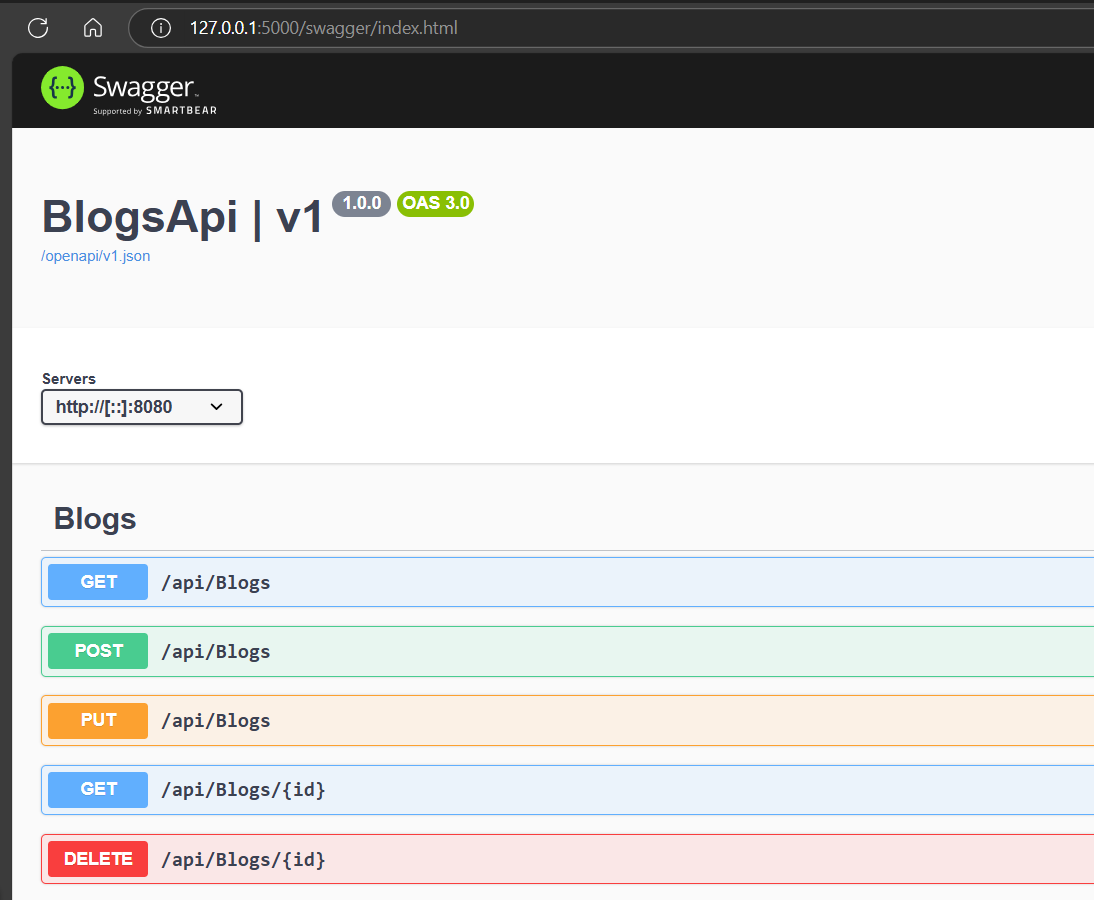 127.0.0.1:5000/swagger/index.html
{··} Swagger™
Supported by SMARTBEAR
BlogsApi | v1 1.0.0 OAS 3.0
/openapi/v1.json
Servers
http://[::]:8080
Blogs
GET /api/Blogs
POST /api/Blogs
PUT /api/Blogs
GET /api/Blogs/{id}
DELETE /api/Blogs/{id}